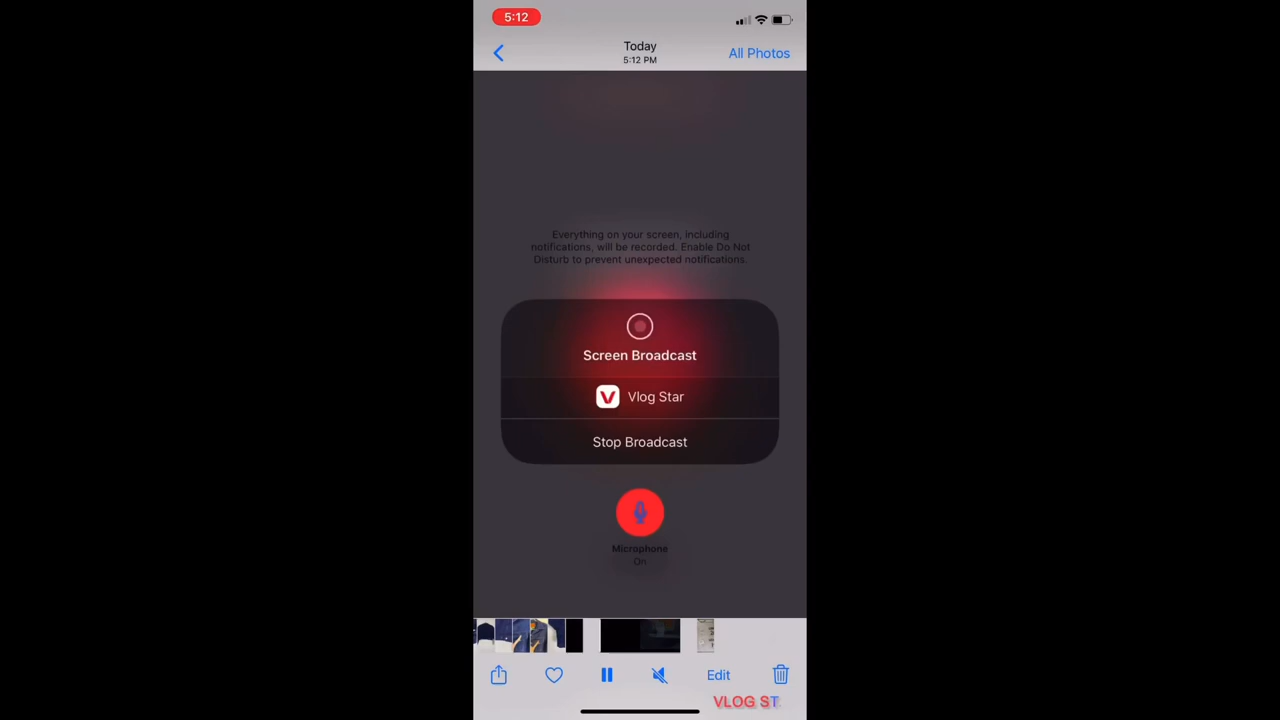 5:12
Today
5:12 PM
All Photos
Everything on your screen, including
notifications, will be recorded. Enable Do Not
Disturb to prevent unexpected notifications.
Screen Broadcast
V Vlog Star
Stop Broadcast
Microphone
On
Edit
VLOG ST